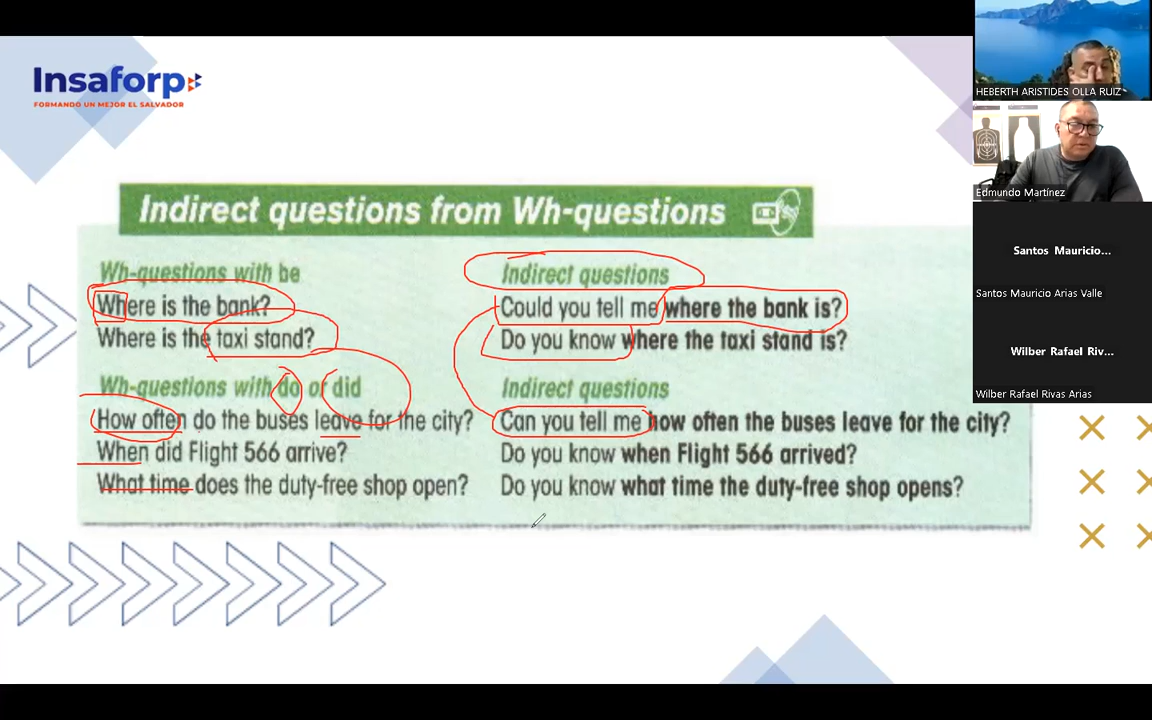 Insaforp
FORMANDO UN MEJOR EL SALVADOR
Indirect questions from Wh-questions
Wh-questions with be
Where is the bank?
Where is the taxi stand?
Wh-questions with do or did
How often do the buses leave for the city?
When did Flight 566 arrive?
What time does the duty-free shop open?
Indirect questions
Could you tell me where the bank is?
Do you know where the taxi stand is?
Indirect questions
Can you tell me how often the buses leave for the city?
Do you know when Flight 566 arrived?
Do you know what time the duty-free shop opens?
HEBERTH ARISTIDES OLLA RUIZ
Edmundo Martínez
Santos Mauricio...
Santos Mauricio Arias Valle
Wilber Rafael Riv...
Wilber Rafael Rivas Arias